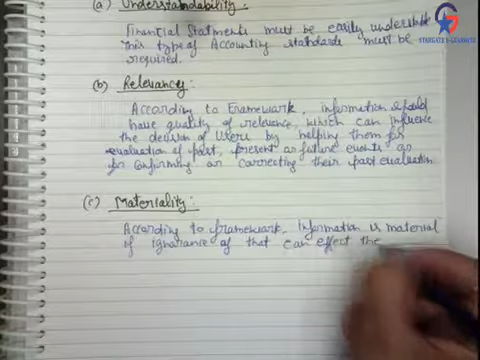 (a) Understandability.
Financial Statments must be easily understable
This type of Accounting standards must be
required.
STARGATE E-LEARNING
(b) Relevancy:
According to Framework, information should
have quality of relevance, which can influence
the decision of users by helping them for
evaluation of past, present or future events or
for confirming or correcting their past evaluation
(c) Materiality:
According to framework, Information is material
if ignorance of that can effect the